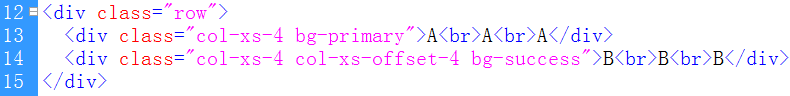 12 <div class="row">
13   <div class="col-xs-4 bg-primary">A<br>A<br>A</div>
14   <div class="col-xs-4 col-xs-offset-4 bg-success">B<br>B<br>B</div>
15 </div>